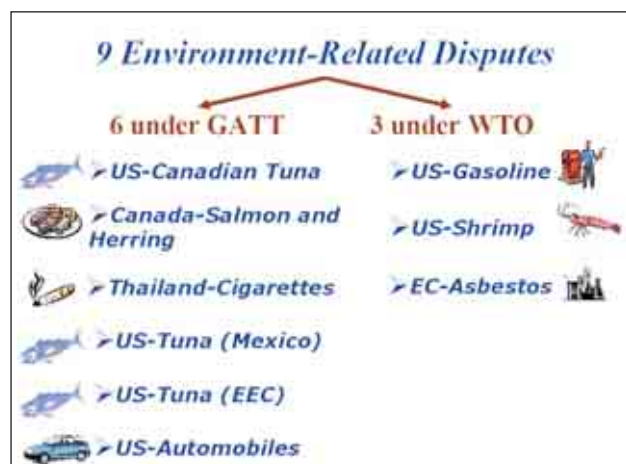 9 Environment-Related Disputes
6 under GATT
US-Canadian Tuna
Canada-Salmon and
Herring
Thailand-Cigarettes
US-Tuna (Mexico)
US-Tuna (EEC)
US-Automobiles
3 under WTO
US-Gasoline
US-Shrimp
EC-Asbestos